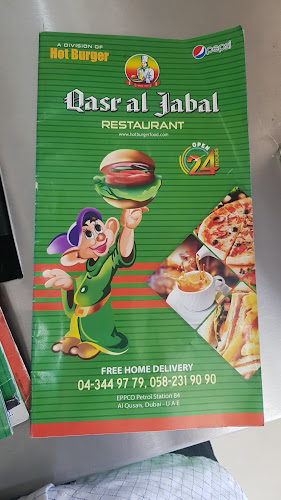 A DIVISION OF
Hot Burger
pepsi
Qasr al Jabal
RESTAURANT
www.hotburgerfood.com
OPEN
24
FREE HOME DELIVERY
04-344 97 79, 058-231 90 90
EPPCO Petrol Station 84
Al Qusais, Dubai - U A E